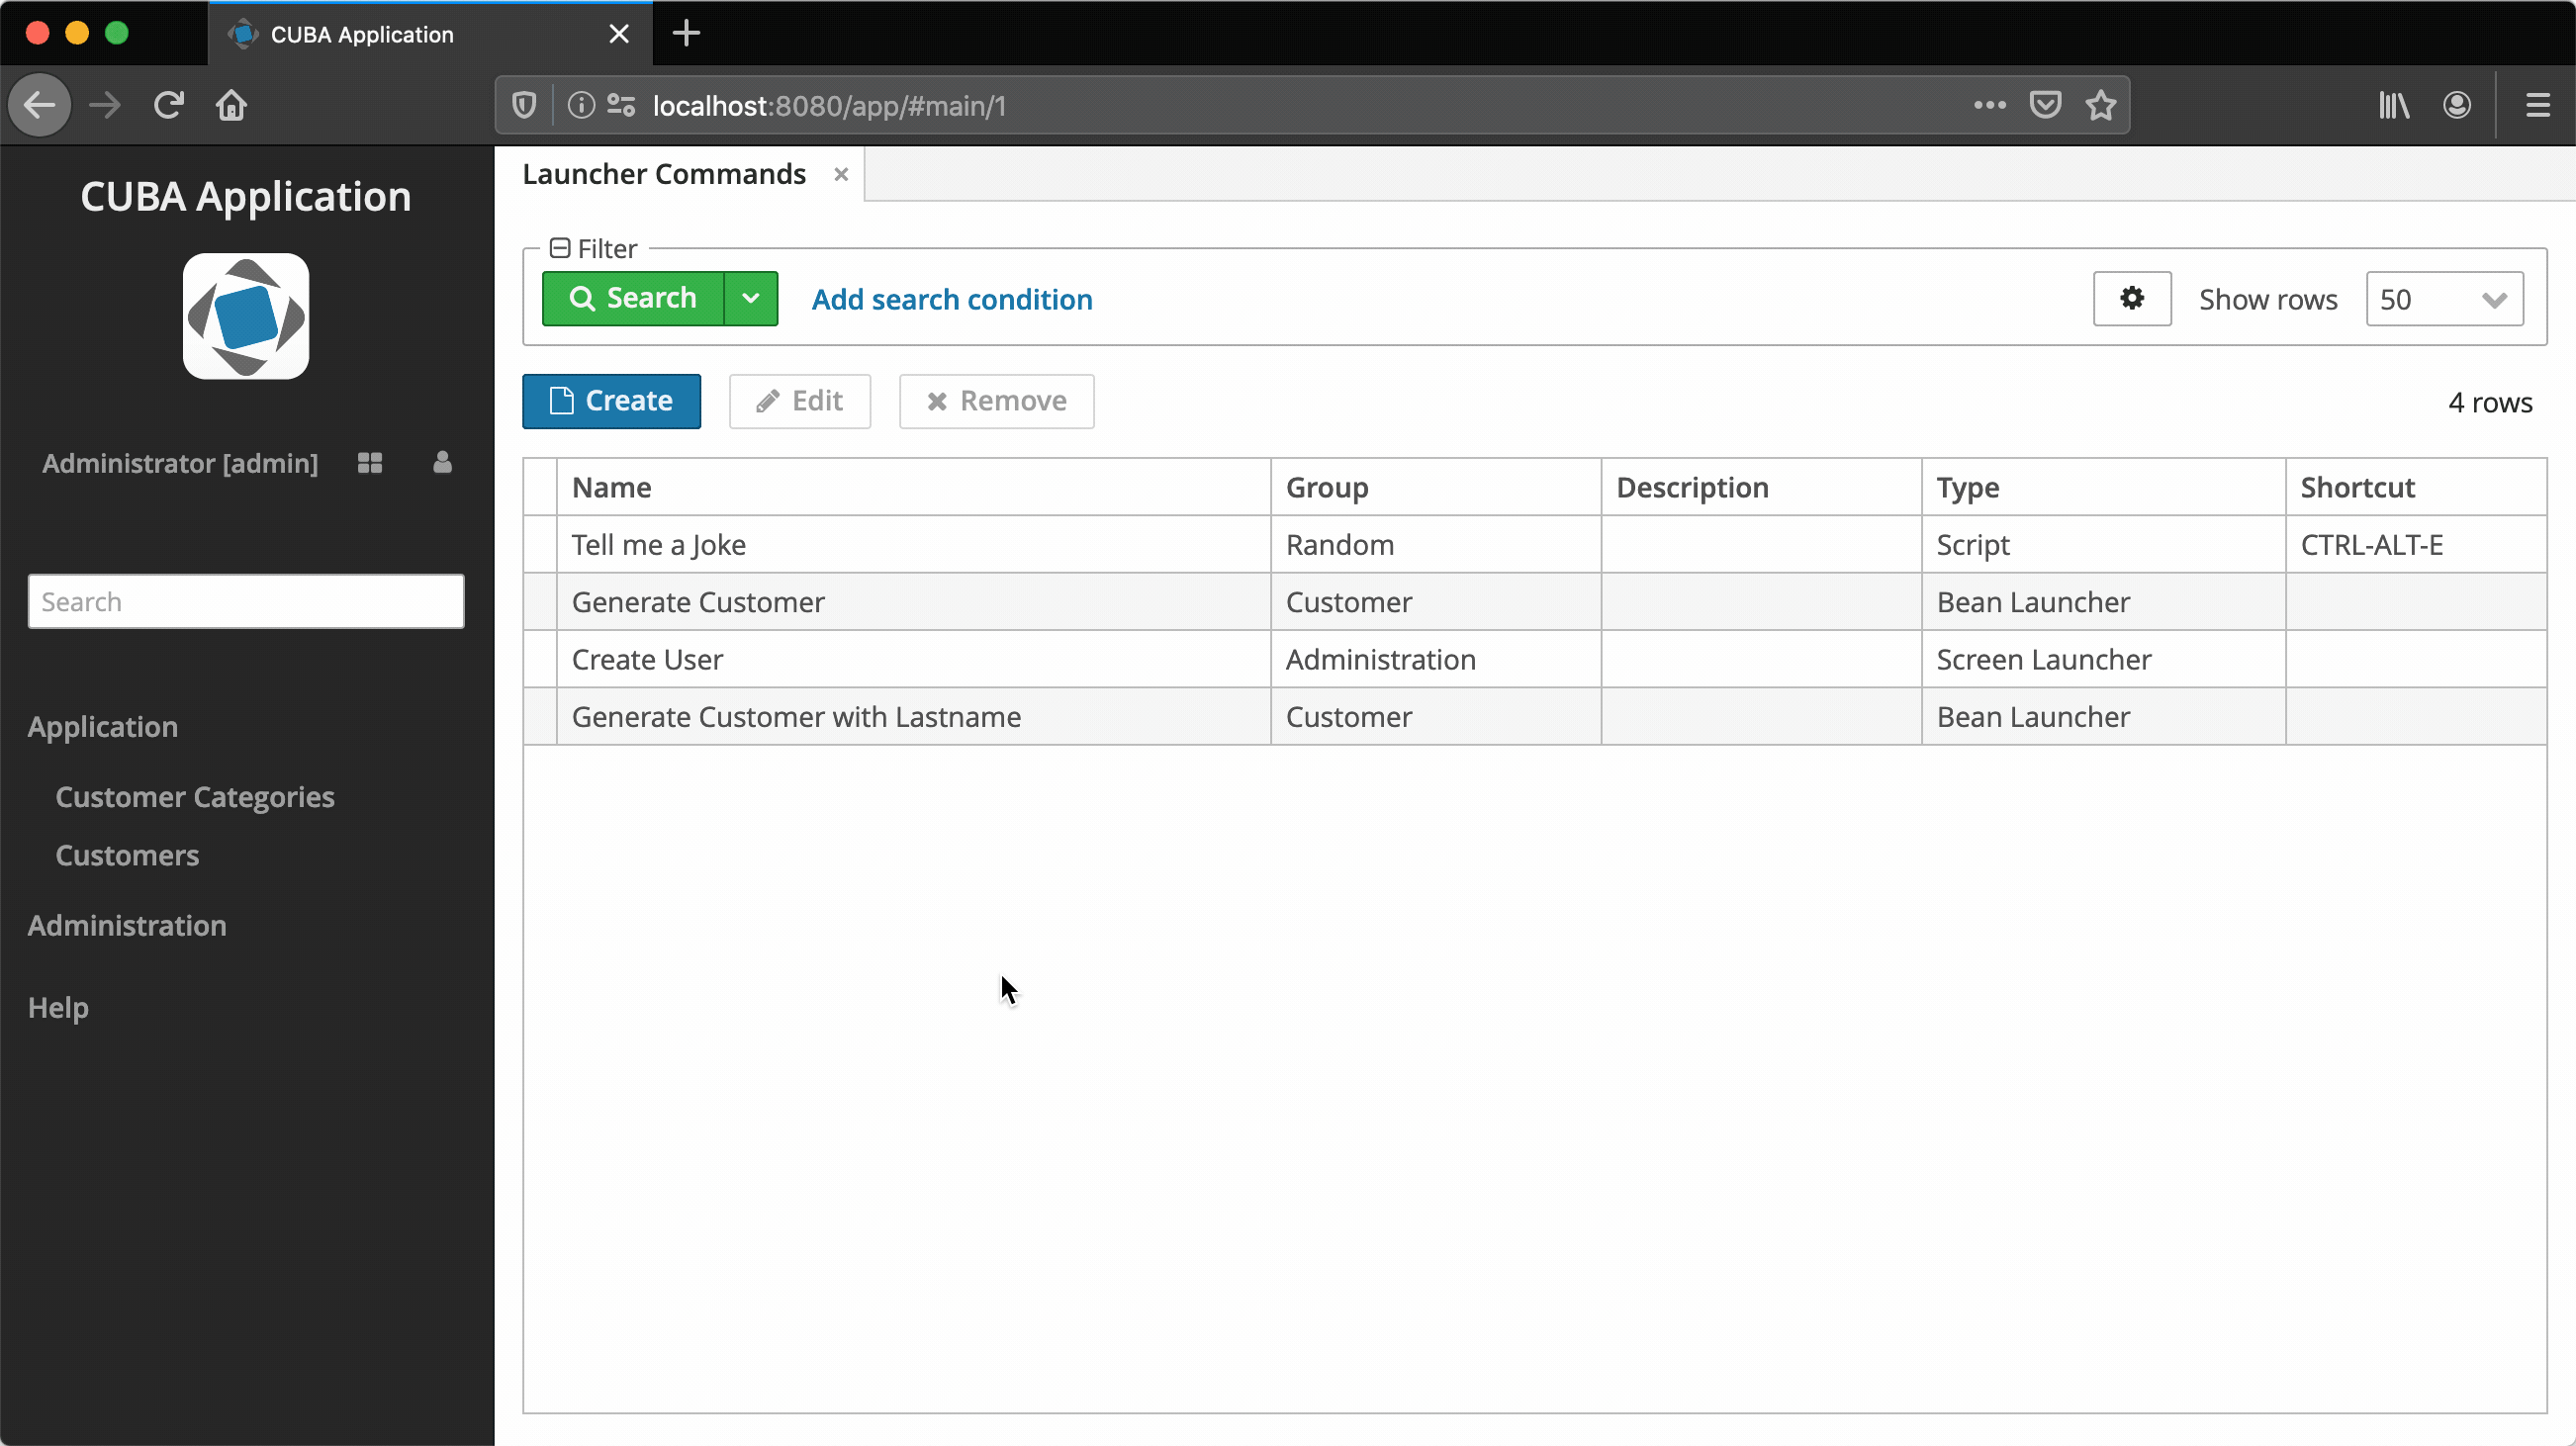 CUBA Application
localhost:8080/app/#main/1
CUBA Application
Administrator [admin]
Search
Application
Customer Categories
Customers
Administration
Help
Launcher Commands
Filter
Search Add search condition Show rows 50
Create Edit Remove 4 rows
Name Group Description Type Shortcut
Tell me a Joke Random Script CTRL-ALT-E
Generate Customer Customer Bean Launcher
Create User Administration Screen Launcher
Generate Customer with Lastname Customer Bean Launcher